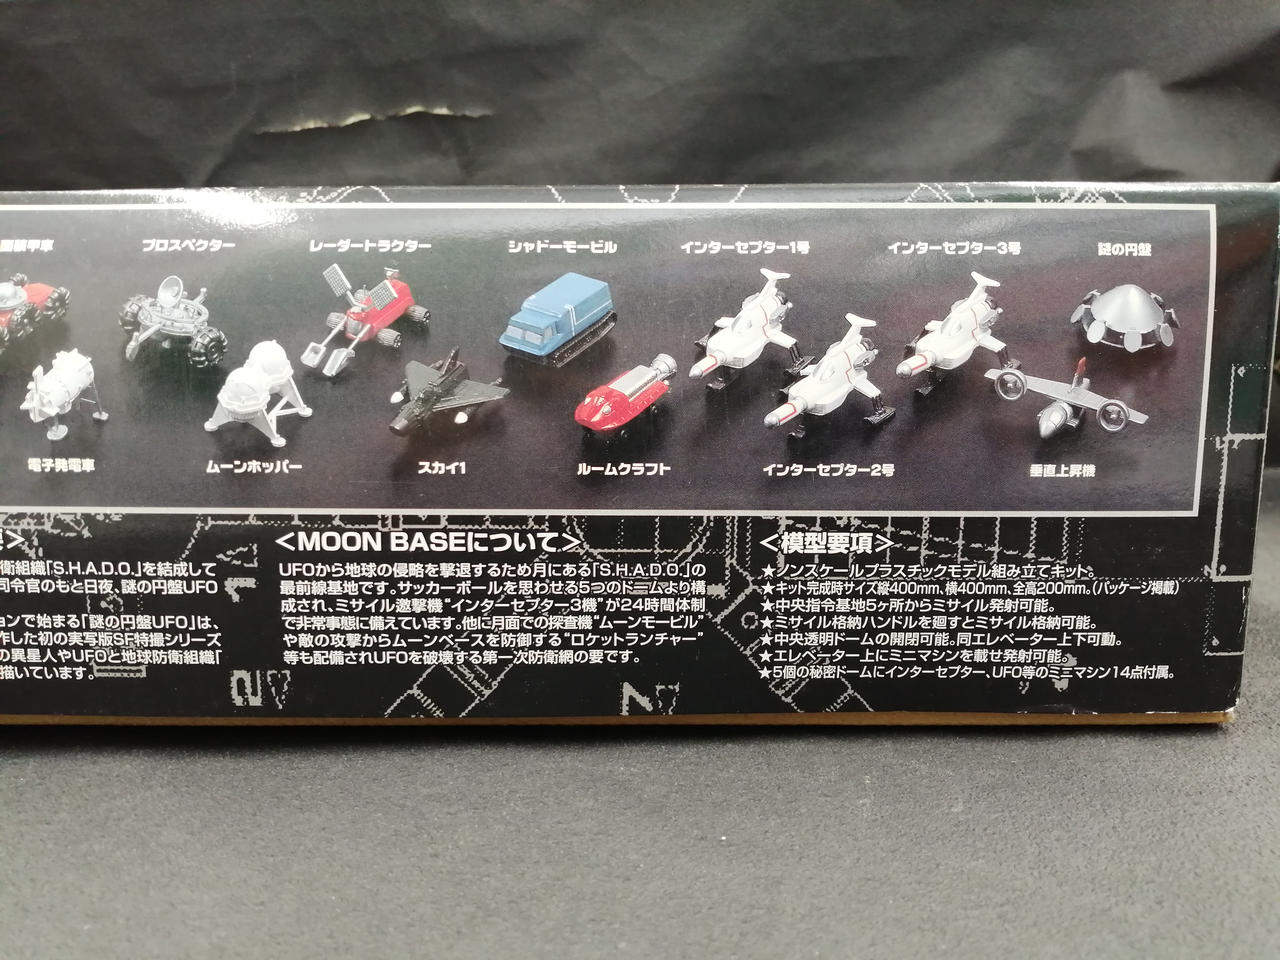 面装甲車 プロスペクター レーダートラクター シャドーモービル インターセプター1号 インターセプター3号 謎の円盤
電子発電車 ムーンホッパー スカイ1 ルームクラフト インターセプター2号 垂直上昇機
>
衛組織「S.H.A.D.O.」を結成して
司令官のもと日夜、謎の円盤UFO
ョンで始まる「謎の円盤UFO」は、
作した初の実写版SF特撮シリーズ
の異星人やUFOと地球防衛組織「
描いています。
<MOON BASEについて>
UFOから地球の侵略を撃退するため月にある「S.H.A.D.O.」の
最前線基地です。サッカーボールを思わせる5つのドームより構
成され、ミサイル邀撃機“インターセプター3機”が24時間体制
で非常事態に備えています。他に月面での探査機“ムーンモービル”
や敵の攻撃からムーンベースを防御する“ロケットランチャー”
等も配備されUFOを破壊する第一次防衛網の要です。
<模型要項>
★ノンスケールプラスチックモデル組み立てキット。
★キット完成時サイズ縦400mm、横400mm、全高200mm。(パッケージ掲載)
★中央指令基地5ヶ所からミサイル発射可能。
★ミサイル格納ハンドルを廻すとミサイル格納可能。
★中央透明ドームの開閉可能。同エレベーター上下可動。
★エレベーター上にミニマシンを載せ発射可能。
★5個の秘密ドームにインターセプター、UFO等のミニマシン14点付属。